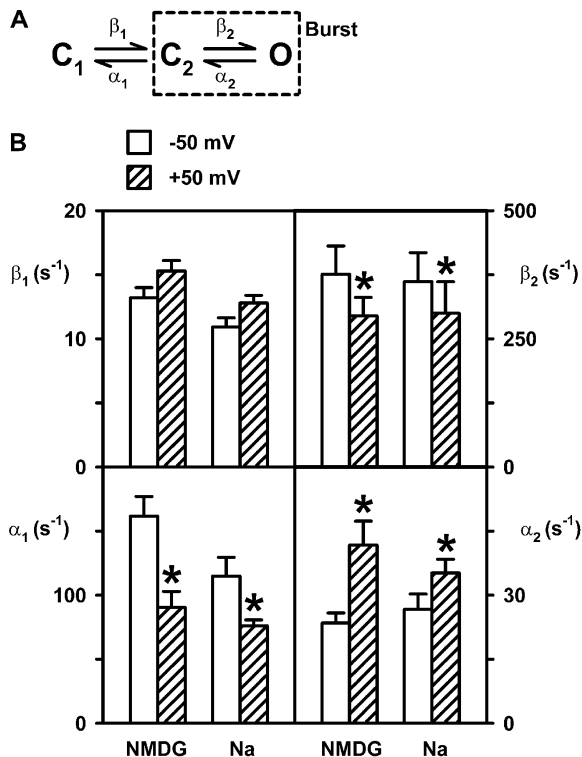 A
C1 β1 α1 C2 β2 α2 O Burst
B
-50 mV
+50 mV
20 500
β1 (s-1) * * β2 (s-1)
10 250
0 0
α1 (s-1) * * * * α2 (s-1)
100 30
0 0
NMDG Na NMDG Na